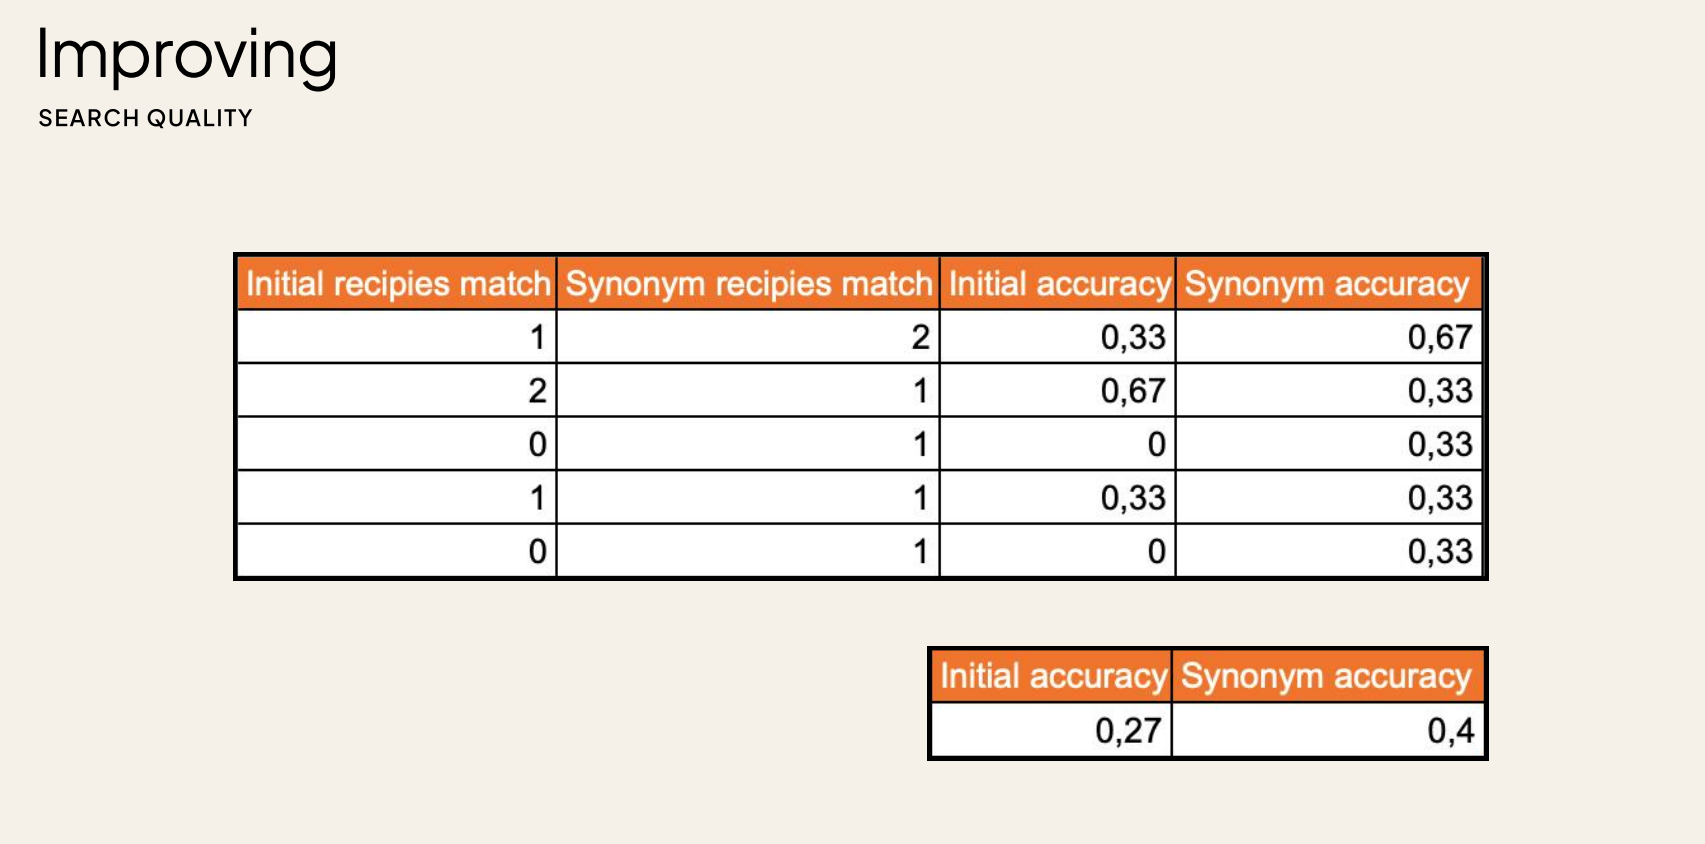 Improving
SEARCH QUALITY
Initial recipies match Synonym recipies match Initial accuracy Synonym accuracy
1 2 0,33 0,67
2 1 0,67 0,33
0 1 0 0,33
1 1 0,33 0,33
0 1 0 0,33
Initial accuracy Synonym accuracy
0,27 0,4